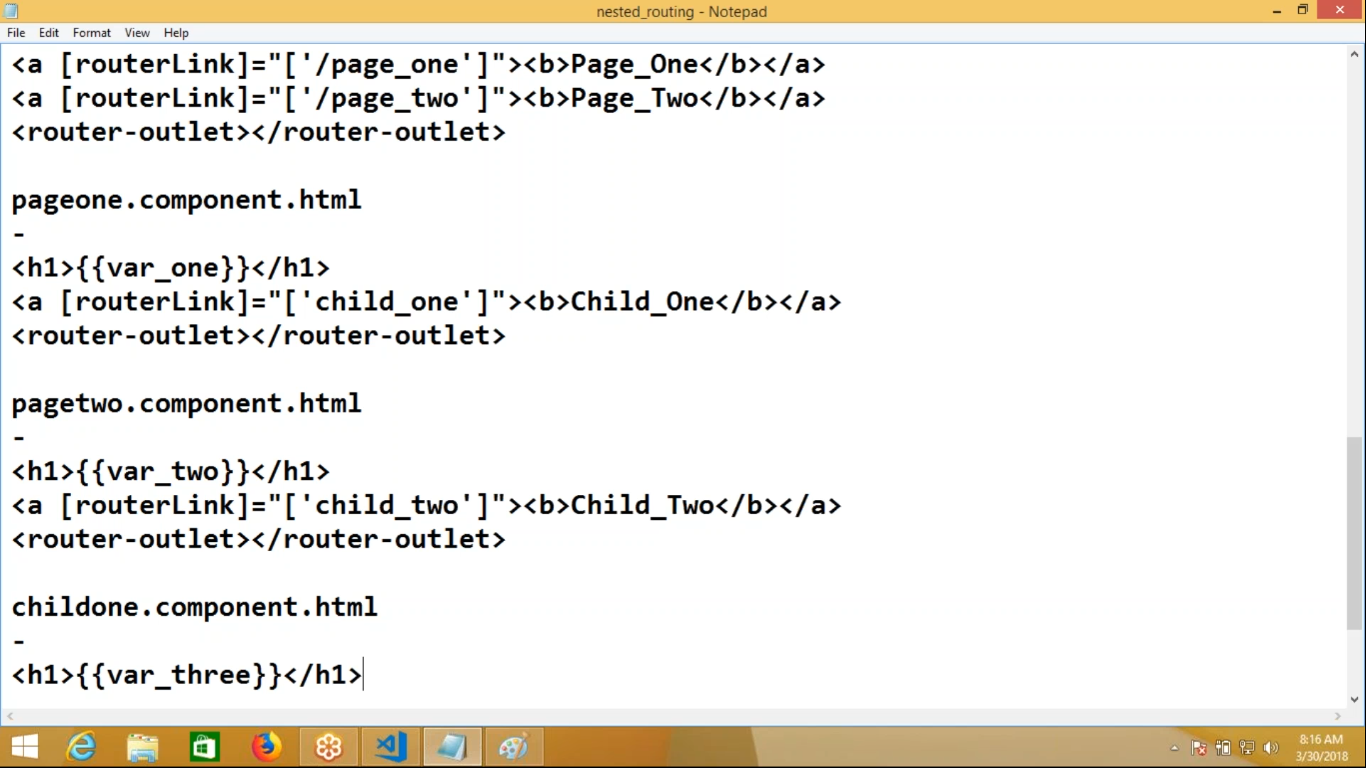 nested_routing - Notepad
File Edit Format View Help
<a [routerLink]="['/page_one']"><b>Page_One</b></a>
<a [routerLink]="['/page_two']"><b>Page_Two</b></a>
<router-outlet></router-outlet>
pageone.component.html
-
<h1>{{var_one}}</h1>
<a [routerLink]="['child_one']"><b>Child_One</b></a>
<router-outlet></router-outlet>
pagetwo.component.html
-
<h1>{{var_two}}</h1>
<a [routerLink]="['child_two']"><b>Child_Two</b></a>
<router-outlet></router-outlet>
childone.component.html
-
<h1>{{var_three}}</h1>
8:16 AM
3/30/2018